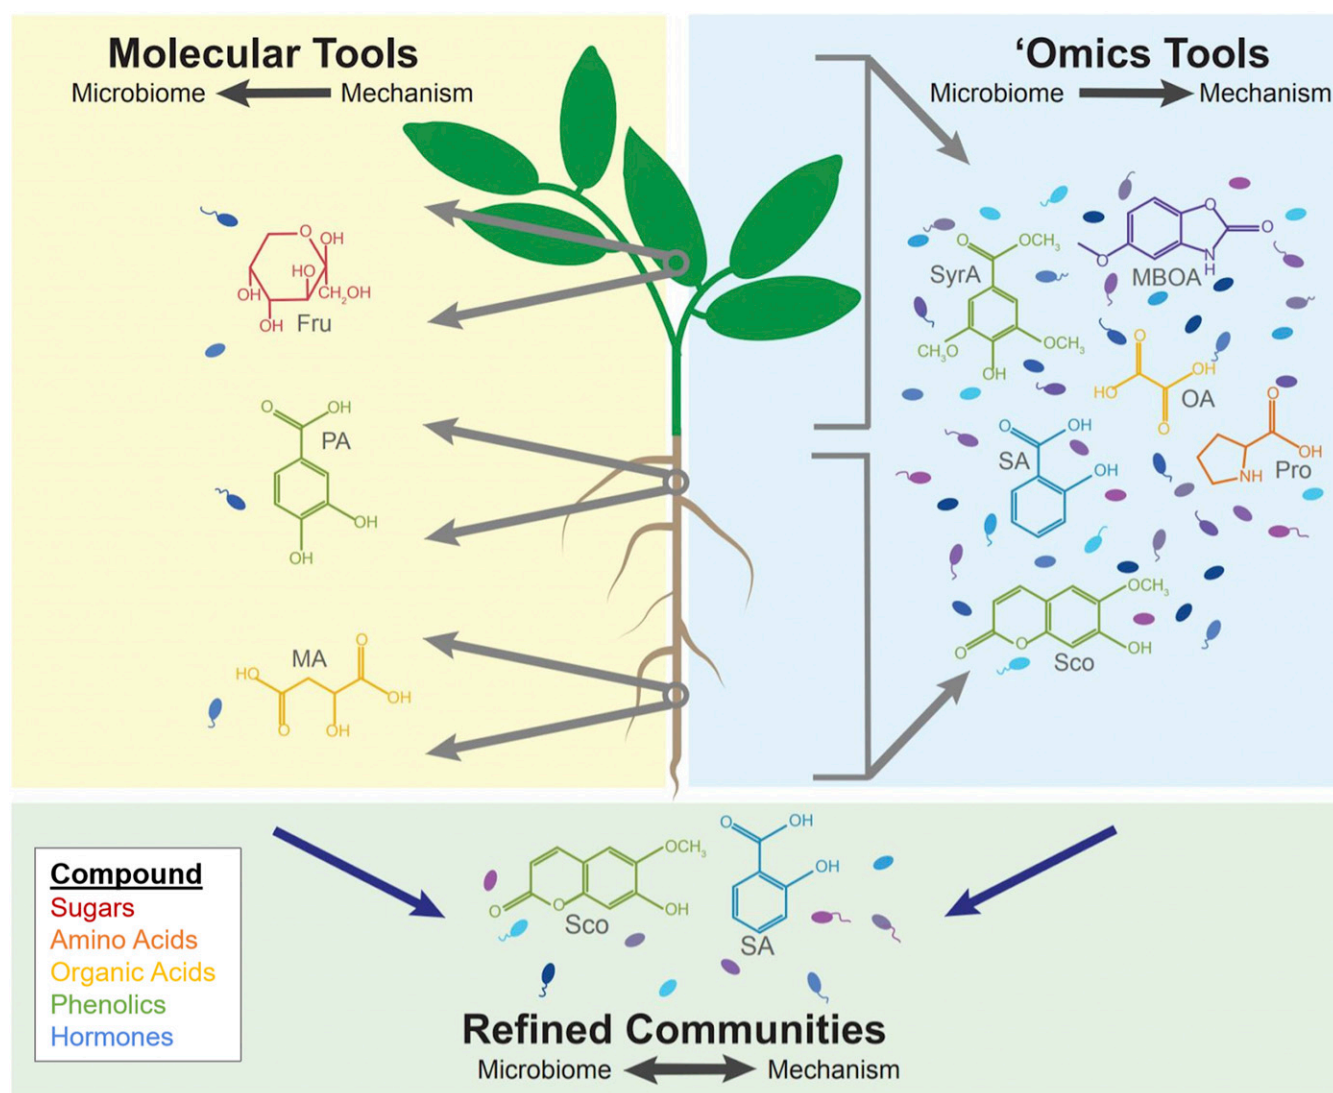 Molecular Tools
Microbiome Mechanism
O
OH
HO
OH
CH₂OH
OH
Fru
O
OH
PA
OH
OH
MA
O
HO
OH
O
OH
'Omics Tools
Microbiome Mechanism
O
OCH₃
SyrA
CH₃O
OCH₃
OH
O
O
O
N
H
MBOA
O
OH
HO
O
OA
O
OH
NH
Pro
O
OH
SA
OH
OCH₃
O
O
OH
Sco
Compound
Sugars
Amino Acids
Organic Acids
Phenolics
Hormones
OCH₃
O
O
OH
Sco
O
OH
OH
SA
Refined Communities
Microbiome Mechanism